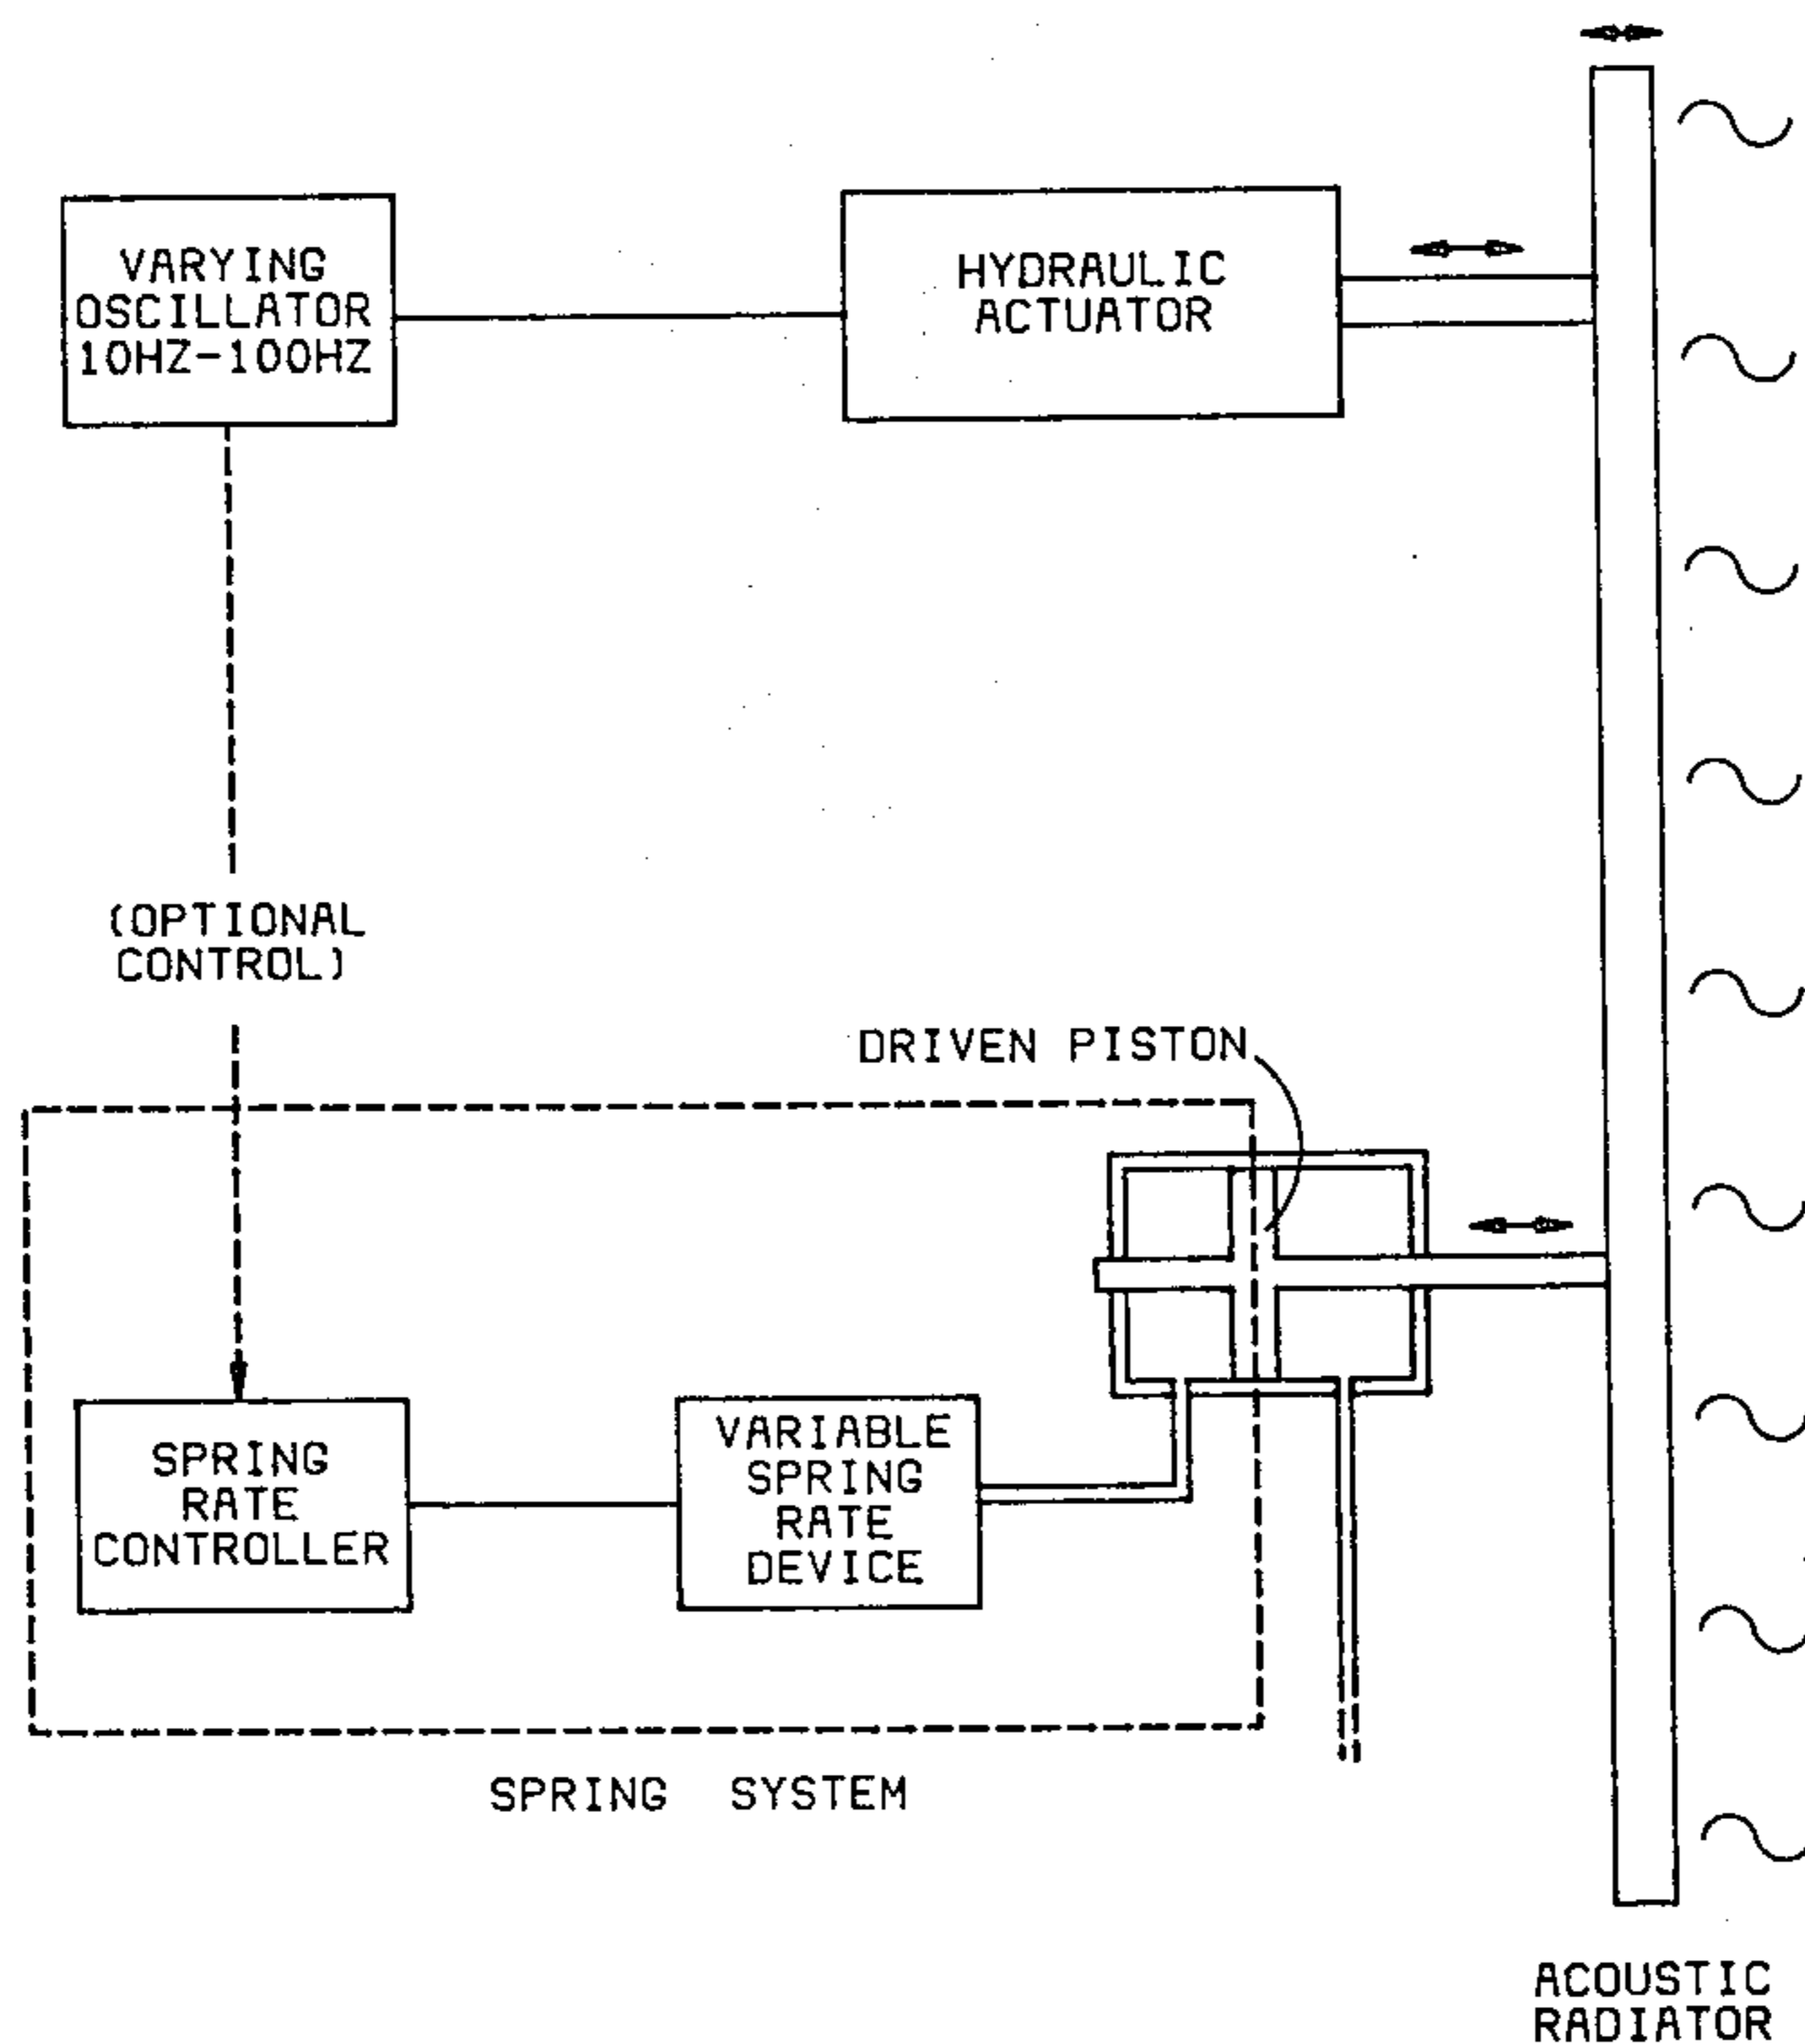 VARYING
OSCILLATOR
10HZ-100HZ
HYDRAULIC
ACTUATOR
(OPTIONAL
CONTROL)
DRIVEN PISTON
SPRING
RATE
CONTROLLER
VARIABLE
SPRING
RATE
DEVICE
SPRING SYSTEM
ACOUSTIC
RADIATOR